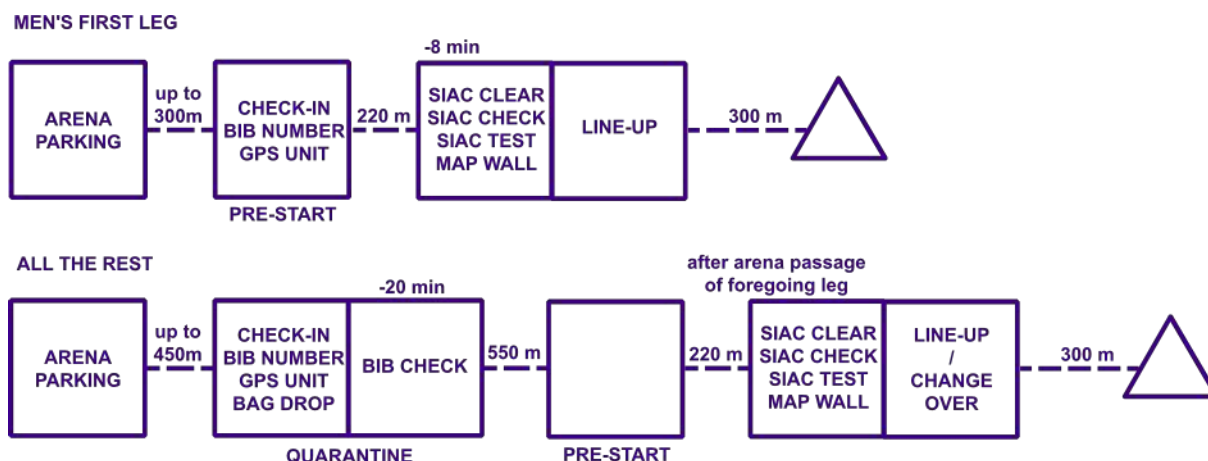 MEN'S FIRST LEG
-8 min
ARENA
PARKING
up to
300m
CHECK-IN
BIB NUMBER
GPS UNIT
220 m
SIAC CLEAR
SIAC CHECK
SIAC TEST
MAP WALL
LINE-UP
300 m
PRE-START
ALL THE REST
-20 min
after arena passage
of foregoing leg
ARENA
PARKING
up to
450m
CHECK-IN
BIB NUMBER
GPS UNIT
BAG DROP
BIB CHECK
550 m
220 m
SIAC CLEAR
SIAC CHECK
SIAC TEST
MAP WALL
LINE-UP
/
CHANGE
OVER
300 m
QUARANTINE
PRE-START